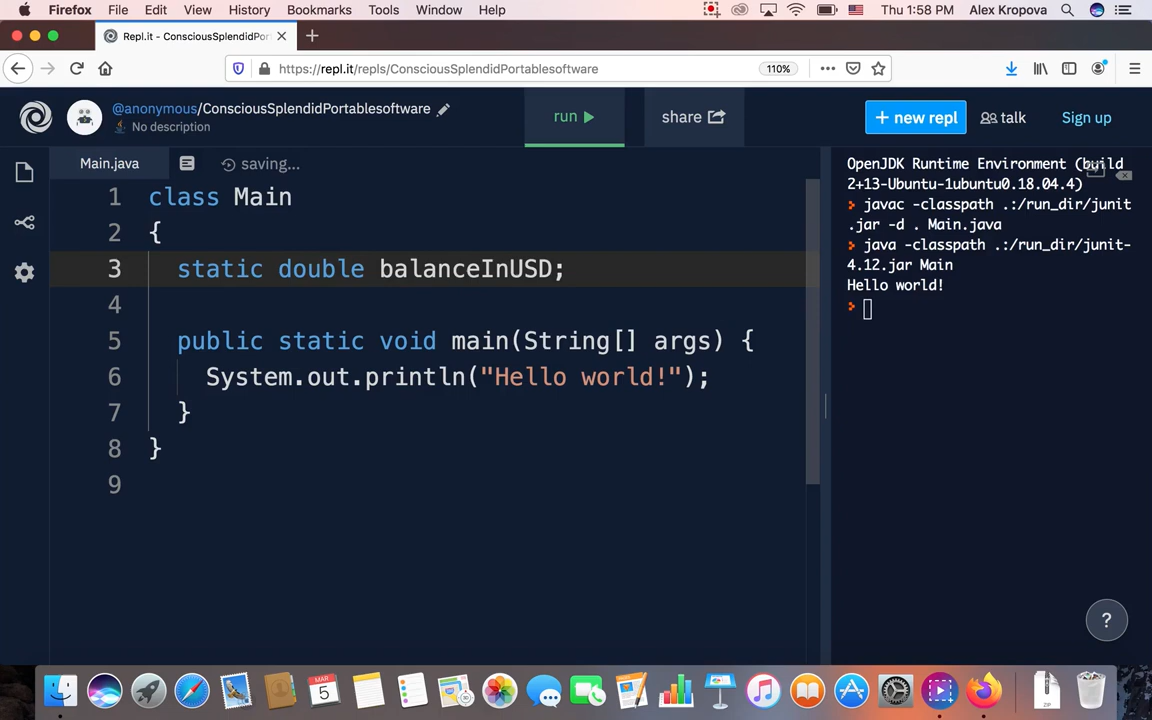 Firefox File Edit View History Bookmarks Tools Window Help Thu 1:58 PM Alex Kropova
Repl.it - ConsciousSplendidPor
https://repl.it/repls/ConsciousSplendidPortablesoftware 110%
@anonymous/ConsciousSplendidPortablesoftware
No description
run
share
+ new repl
talk
Sign up
Main.java
saving...
1 class Main
2 {
3 static double balanceInUSD;
4
5 public static void main(String[] args) {
6 System.out.println("Hello world!");
7 }
8 }
9
OpenJDK Runtime Environment (build
2+13-Ubuntu-1ubuntu0.18.04.4)
javac -classpath .:/run_dir/junit
.jar -d . Main.java
java -classpath .:/run_dir/junit-
4.12.jar Main
Hello world!
?
MAR
5
ZIP